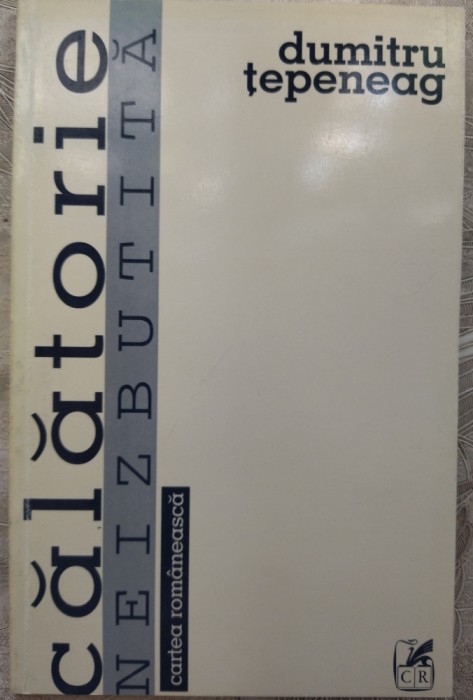 dumitru
țepeneag
călătorie
NEIZBUTITĂ
cartea românească
CR